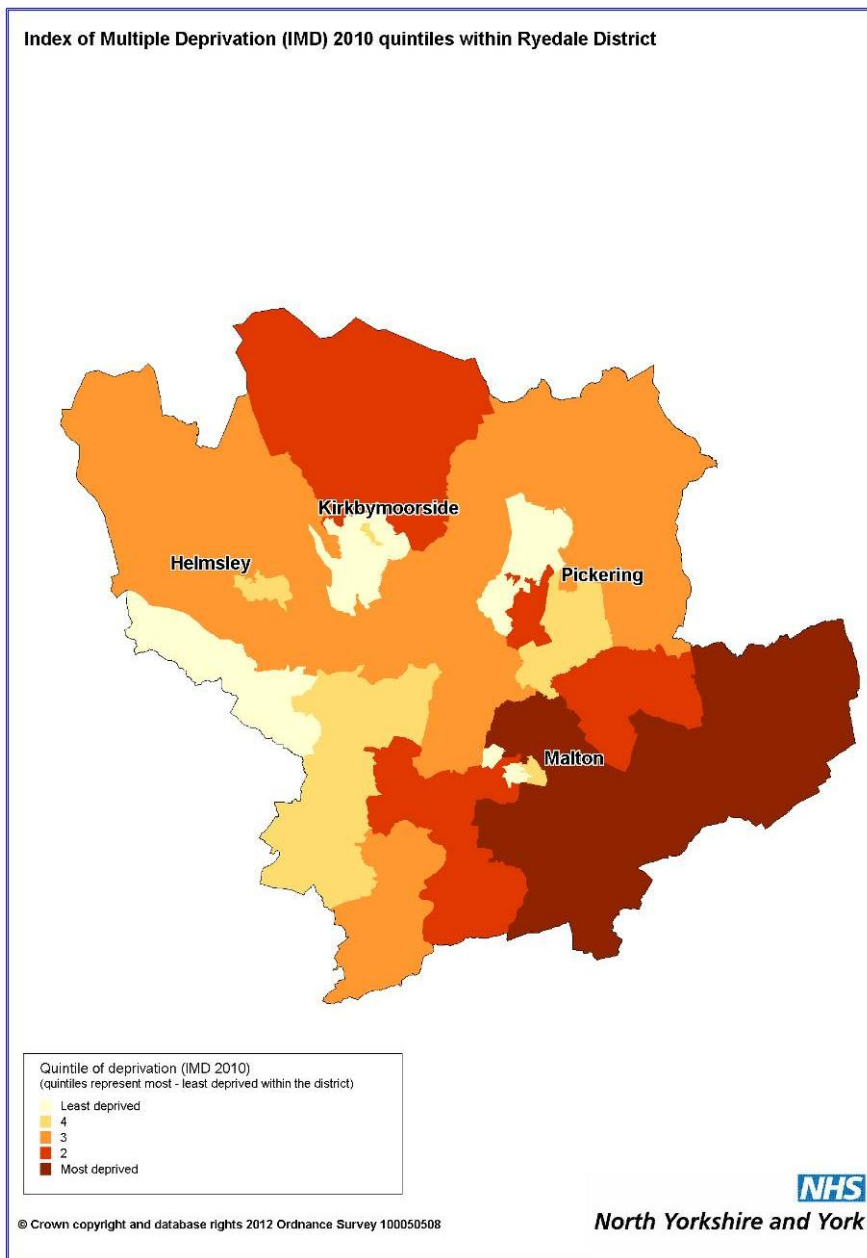 Index of Multiple Deprivation (IMD) 2010 quintiles within Ryedale District
Kirkbymoorside
Helmsley
Pickering
Malton
Quintile of deprivation (IMD 2010)
(quintiles represent most - least deprived within the district)
Least deprived
4
3
2
Most deprived
© Crown copyright and database rights 2012 Ordnance Survey 100050508
NHS
North Yorkshire and York